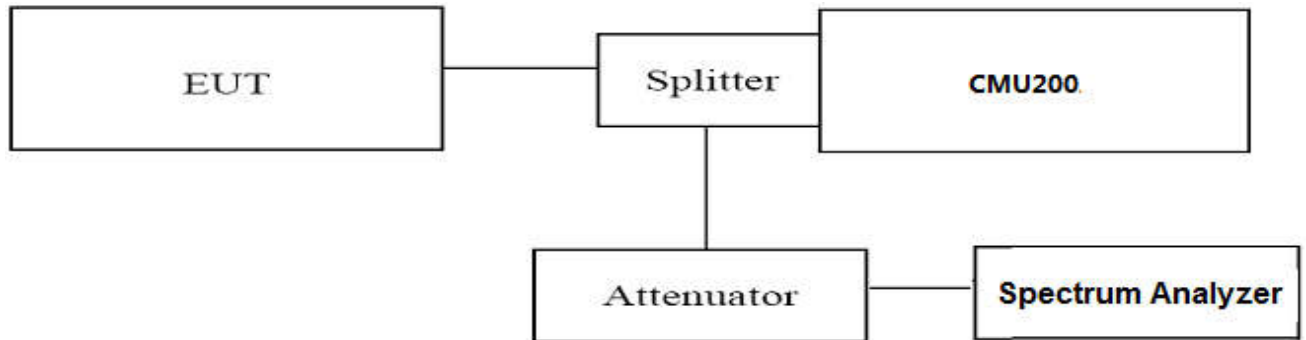 EUT
Splitter
CMU200.
Attenuator
Spectrum Analyzer